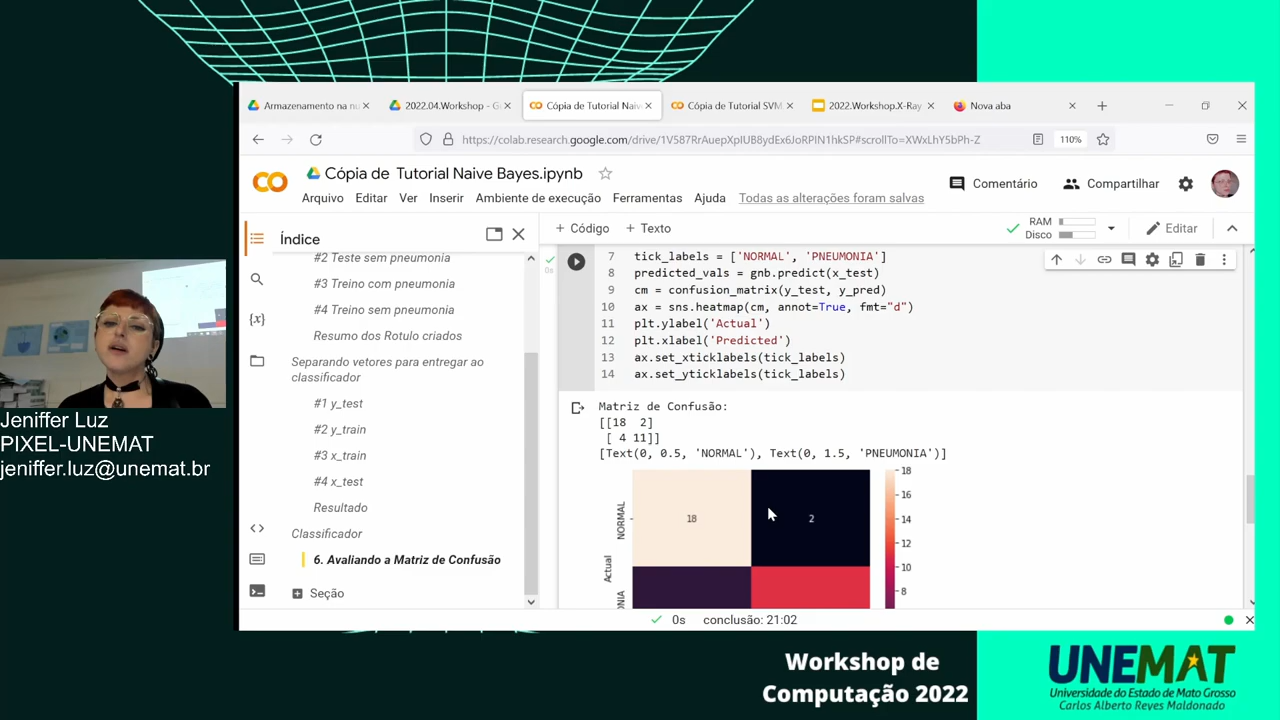 Armazenamento na nu
2022.04.Workshop - G
Cópia de Tutorial Naiv
Cópia de Tutorial SVM
2022.Workshop.X-Ray
Nova aba
https://colab.research.google.com/drive/1V587RrAuepXpIUB8ydEx6JoRPlN1hkSP#scrollTo=XWxLhY5bPh-Z
110%
Cópia de Tutorial Naive Bayes.ipynb
Comentário
Compartilhar
Arquivo Editar Ver Inserir Ambiente de execução Ferramentas Ajuda Todas as alterações foram salvas
Índice
+ Código + Texto
RAM
Disco
Editar
#2 Teste sem pneumonia
#3 Treino com pneumonia
#4 Treino sem pneumonia
Resumo dos Rotulo criados
Separando vetores para entregar ao
classificador
#1 y_test
#2 y_train
#3 x_train
#4 x_test
Resultado
Classificador
6. Avaliando a Matriz de Confusão
Seção
0s
7 tick_labels = ['NORMAL', 'PNEUMONIA']
8 predicted_vals = gnb.predict(x_test)
9 cm = confusion_matrix(y_test, y_pred)
10 ax = sns.heatmap(cm, annot=True, fmt="d")
11 plt.ylabel('Actual')
12 plt.xlabel('Predicted')
13 ax.set_xticklabels(tick_labels)
14 ax.set_yticklabels(tick_labels)
Matriz de Confusão:
[[18 2]
[ 4 11]]
[Text(0, 0.5, 'NORMAL'), Text(0, 1.5, 'PNEUMONIA')]
NORMAL
Actual
18
2
18
16
14
12
10
8
0s conclusão: 21:02
Jeniffer Luz
PIXEL-UNEMAT
jeniffer.luz@unemat.br
Workshop de
Computação 2022
UNEMAT
Universidade do Estado de Mato Grosso
Carlos Alberto Reyes Maldonado